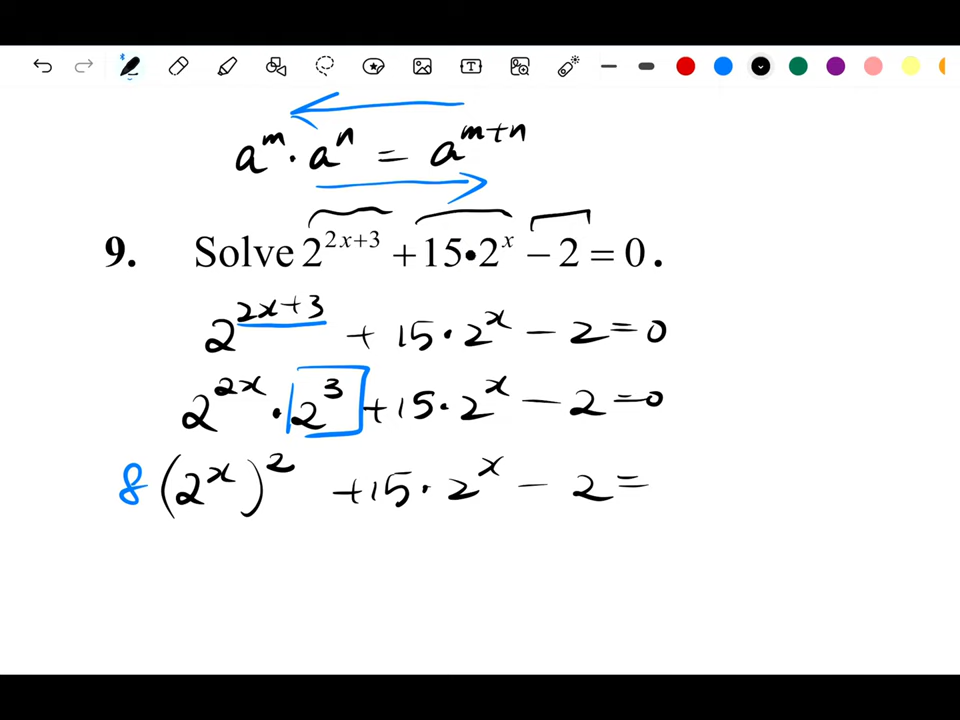 a^m · a^n = a^(m+n)
9. Solve 2^(2x+3) + 15•2^x − 2 = 0.
2^(2x+3) + 15 · 2^x − 2 = 0
2^(2x) · 2^3 + 15 · 2^x − 2 = 0
8(2^x)^2 + 15 · 2^x − 2 =